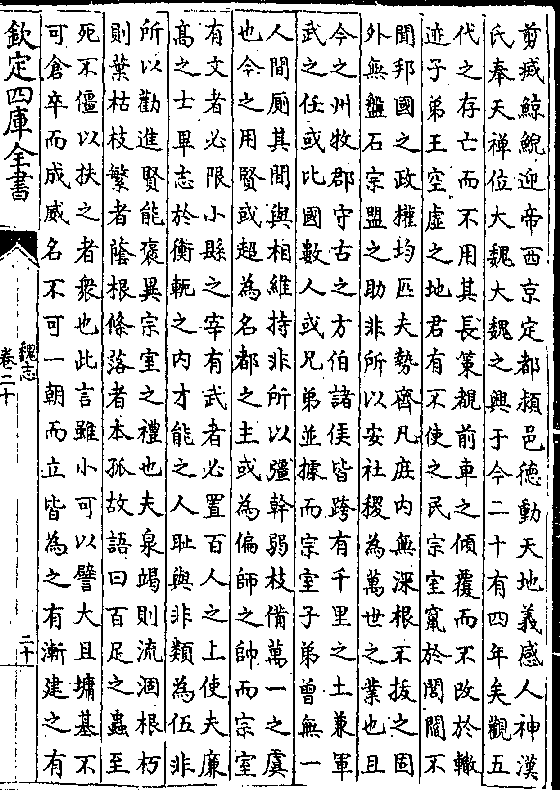 剪臧鯨鯢迎帝西京定都潁邑徳動天地義感人神漢
氏奉天禅位大魏大魏之興于今二十有四年矣觀五
代之存亡而不用其長策覩前車之傾覆而不改於轍
迹子弟王空虚之地君有不使之民宗室竄於閭閻不
聞邦國之政權均匹夫勢齊凡庶内無深根不拔之固
外無盤石宗盟之助非所以安社稷為萬世之業也且
今之州牧郡守古之方伯諸侯皆跨有千里之土兼軍
武之任或比國數人或兄弟並據而宗室子弟曾無一
人間厠其間與相維持非所以彊幹弱枝備萬一之虞
也今之用賢或超為名都之主或為偏師之帥而宗室
有文者必限小縣之宰有武者必置百人之上使夫廉
髙之士畢志於衡軛之内才能之人耻與非類為伍非
所以勸進賢能褒異宗室之禮也夫泉竭則流涸根朽
則葉枯枝繁者蔭根條落者本孤故語曰百足之蟲至
死不僵以扶之者衆也此言雖小可以譬大且墉基不
可倉卒而成威名不可一朝而立皆為之有漸建之有
欽定四庫全書
魏志
卷二十
二十